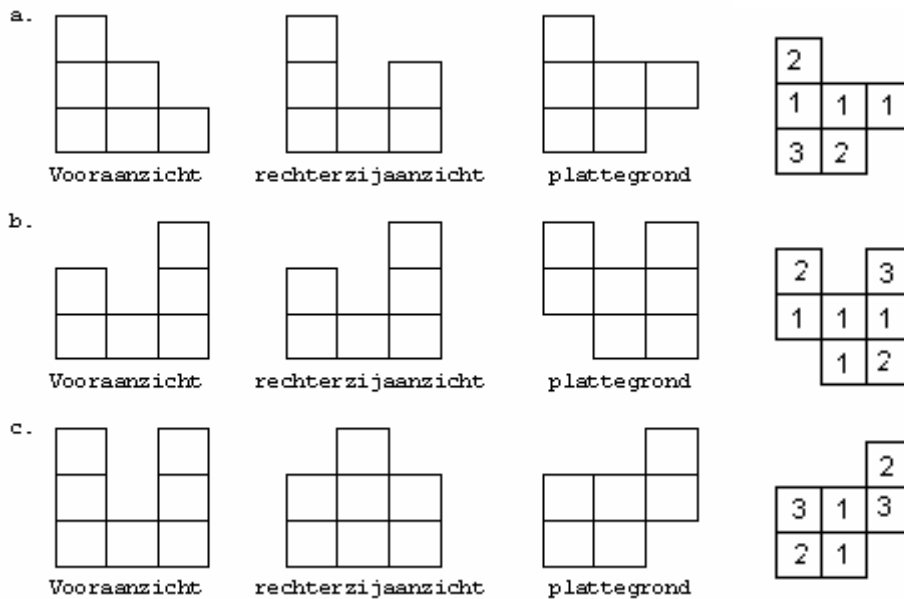 a.
2
1 1 1
3 2
Vooraanzicht rechterzijaanzicht plattegrond
b.
2 3
1 1 1
1 2
Vooraanzicht rechterzijaanzicht plattegrond
c.
2
3 1 3
2 1
Vooraanzicht rechterzijaanzicht plattegrond